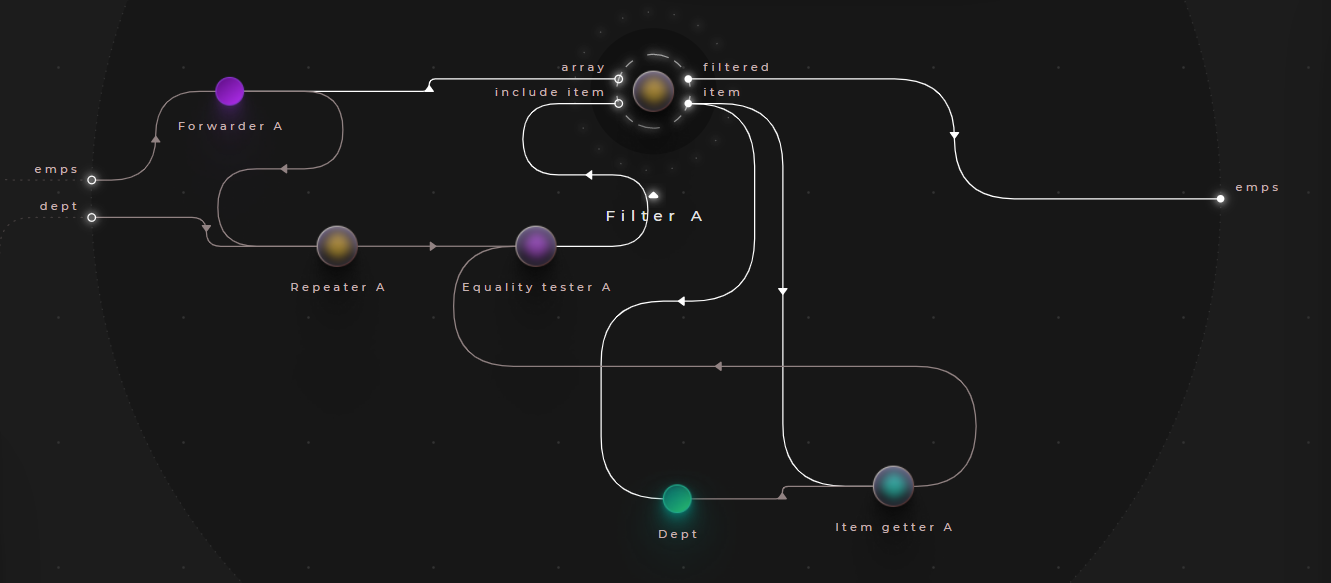 array
filtered
include item
item
Forwarder A
emps
emps
dept
Filter A
Repeater A
Equality tester A
Item getter A
Dept